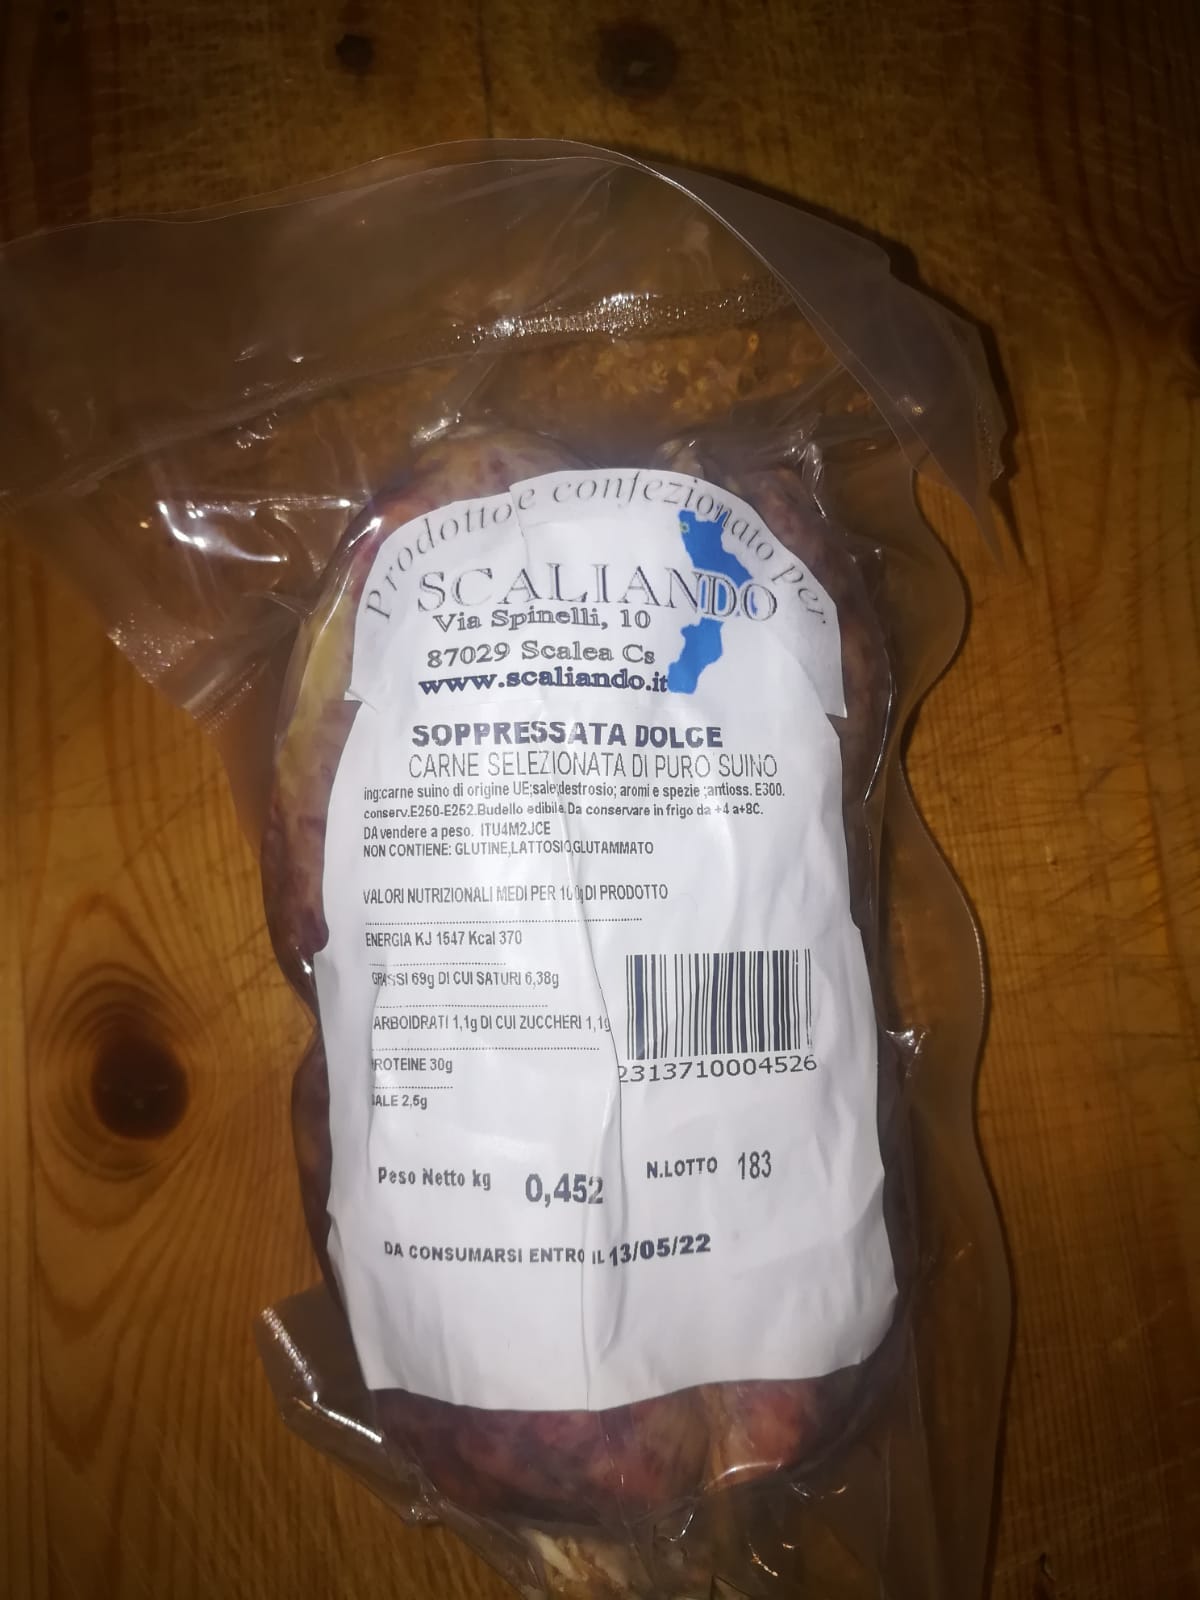 Prodotto e confezionato per
SCALIANDO
Via Spinelli, 10
87029 Scalea Cs
www.scaliando.it
SOPPRESSATA DOLCE
CARNE SELEZIONATA DI PURO SUINO
ing:carne suino di origine UE;sale;destrosio; aromi e spezie ;antioss. E300.
conserv.E250-E252.Budello edibile.Da conservare in frigo da +4 a+8C.
DA vendere a peso. ITU4M2JCE
NON CONTIENE: GLUTINE,LATTOSIO,GLUTAMMATO
VALORI NUTRIZIONALI MEDI PER 100g DI PRODOTTO
ENERGIA KJ 1547 Kcal 370
GRASSI 69g DI CUI SATURI 6,38g
ARBOIDRATI 1,1g DI CUI ZUCCHERI 1,1g
ROTEINE 30g
ALE 2,5g
2313710004526
Peso Netto kg 0,452
N.LOTTO 183
DA CONSUMARSI ENTRO IL 13/05/22